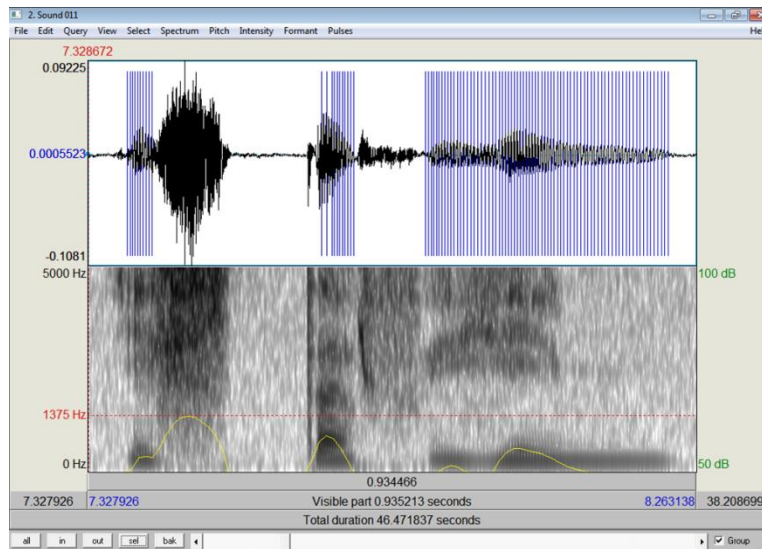 2. Sound 011
File Edit Query View Select Spectrum Pitch Intensity Formant Pulses Hel
7.328672
0.09225
0.0005523
-0.1081
5000 Hz 100 dB
1375 Hz
0 Hz 50 dB
0.934466
7.327926 7.327926 Visible part 0.935213 seconds 8.263138 38.208699
Total duration 46.471837 seconds
all in out sel bak Group